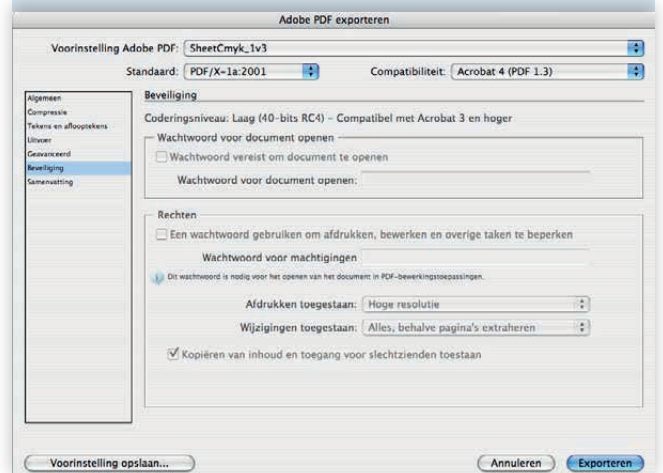 Adobe PDF exporteren
Voorinstelling Adobe PDF: SheetCmyk_1v3
Standaard: PDF/X-1a:2001 Compatibiliteit: Acrobat 4 (PDF 1.3)
Algemeen
Compressie
Tekens en aflooptekens
Uitvoer
Geavanceerd
Beveiliging
Samenvatting
Beveiliging
Coderingsniveau: Laag (40-bits RC4) – Compatibel met Acrobat 3 en hoger
Wachtwoord voor document openen
Wachtwoord vereist om document te openen
Wachtwoord voor document openen:
Rechten
Een wachtwoord gebruiken om afdrukken, bewerken en overige taken te beperken
Wachtwoord voor machtigingen
Dit wachtwoord is nodig voor het openen van het document in PDF-bewerkingstoepassingen.
Afdrukken toegestaan: Hoge resolutie
Wijzigingen toegestaan: Alles, behalve pagina's extraheren
Kopiëren van inhoud en toegang voor slechtzienden toestaan
Voorinstelling opslaan... Annuleren Exporteren